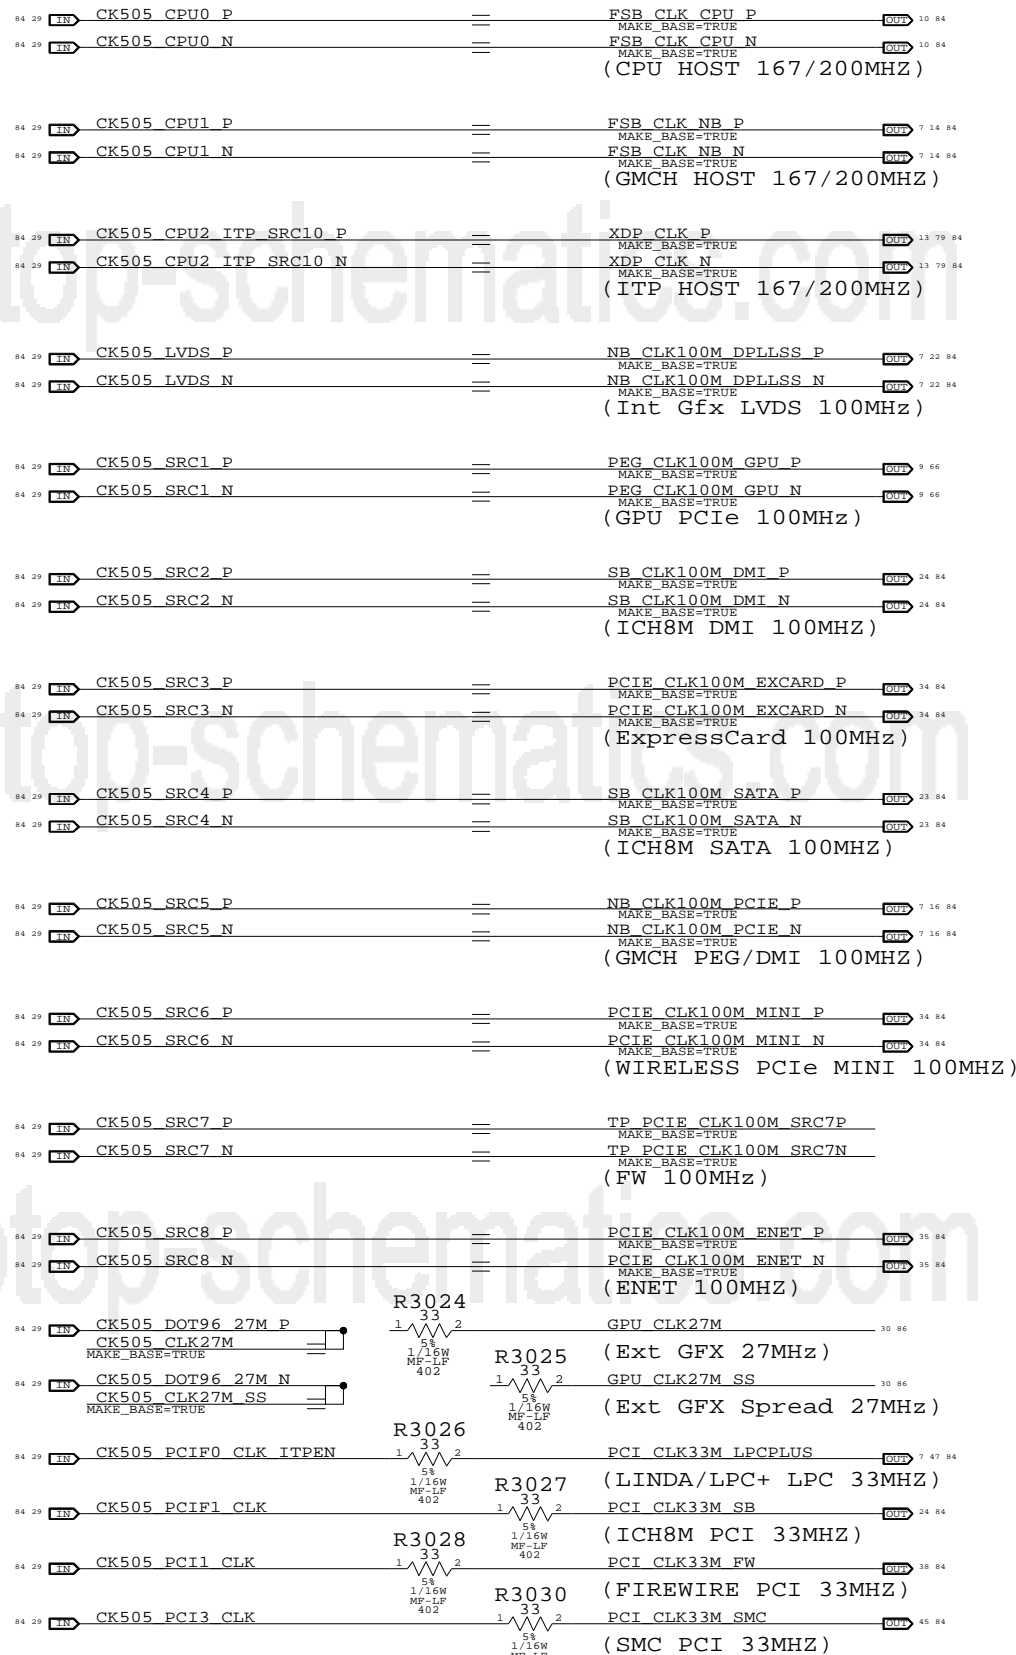 84 29 IN CK505_CPU0_P FSB_CLK_CPU_P OUT 10 84
MAKE_BASE=TRUE
84 29 IN CK505_CPU0_N FSB_CLK_CPU_N OUT 10 84
MAKE_BASE=TRUE
(CPU HOST 167/200MHZ)
84 29 IN CK505_CPU1_P FSB_CLK_NB_P OUT 7 14 84
MAKE_BASE=TRUE
84 29 IN CK505_CPU1_N FSB_CLK_NB_N OUT 7 14 84
MAKE_BASE=TRUE
(GMCH HOST 167/200MHZ)
84 29 IN CK505_CPU2_ITP_SRC10_P XDP_CLK_P OUT 13 79 84
MAKE_BASE=TRUE
84 29 IN CK505_CPU2_ITP_SRC10_N XDP_CLK_N OUT 13 79 84
MAKE_BASE=TRUE
(ITP HOST 167/200MHZ)
top-schematics.com
84 29 IN CK505_LVDS_P NB_CLK100M_DPLLSS_P OUT 7 22 84
MAKE_BASE=TRUE
84 29 IN CK505_LVDS_N NB_CLK100M_DPLLSS_N OUT 7 22 84
MAKE_BASE=TRUE
(Int Gfx LVDS 100MHz)
84 29 IN CK505_SRC1_P PEG_CLK100M_GPU_P OUT 9 66
MAKE_BASE=TRUE
84 29 IN CK505_SRC1_N PEG_CLK100M_GPU_N OUT 9 66
MAKE_BASE=TRUE
(GPU PCIe 100MHz)
84 29 IN CK505_SRC2_P SB_CLK100M_DMI_P OUT 24 84
MAKE_BASE=TRUE
84 29 IN CK505_SRC2_N SB_CLK100M_DMI_N OUT 24 84
MAKE_BASE=TRUE
(ICH8M DMI 100MHZ)
84 29 IN CK505_SRC3_P PCIE_CLK100M_EXCARD_P OUT 34 84
MAKE_BASE=TRUE
84 29 IN CK505_SRC3_N PCIE_CLK100M_EXCARD_N OUT 34 84
MAKE_BASE=TRUE
(ExpressCard 100MHz)
top-schematics.com
84 29 IN CK505_SRC4_P SB_CLK100M_SATA_P OUT 23 84
MAKE_BASE=TRUE
84 29 IN CK505_SRC4_N SB_CLK100M_SATA_N OUT 23 84
MAKE_BASE=TRUE
(ICH8M SATA 100MHZ)
84 29 IN CK505_SRC5_P NB_CLK100M_PCIE_P OUT 7 16 84
MAKE_BASE=TRUE
84 29 IN CK505_SRC5_N NB_CLK100M_PCIE_N OUT 7 16 84
MAKE_BASE=TRUE
(GMCH PEG/DMI 100MHZ)
84 29 IN CK505_SRC6_P PCIE_CLK100M_MINI_P OUT 34 84
MAKE_BASE=TRUE
84 29 IN CK505_SRC6_N PCIE_CLK100M_MINI_N OUT 34 84
MAKE_BASE=TRUE
(WIRELESS PCIe MINI 100MHZ)
84 29 IN CK505_SRC7_P TP_PCIE_CLK100M_SRC7P
MAKE_BASE=TRUE
84 29 IN CK505_SRC7_N TP_PCIE_CLK100M_SRC7N
MAKE_BASE=TRUE
(FW 100MHz)
84 29 IN CK505_SRC8_P PCIE_CLK100M_ENET_P OUT 35 84
MAKE_BASE=TRUE
84 29 IN CK505_SRC8_N PCIE_CLK100M_ENET_N OUT 35 84
MAKE_BASE=TRUE
(ENET 100MHZ)
top-schematics.com
R3024
33
84 29 IN CK505_DOT96_27M_P 1 2 GPU_CLK27M 30 86
CK505_CLK27M
MAKE_BASE=TRUE
5%
1/16W
MF-LF
402
(Ext GFX 27MHz)
R3025
33
84 29 IN CK505_DOT96_27M_N 1 2 GPU_CLK27M_SS 30 86
CK505_CLK27M_SS
MAKE_BASE=TRUE
5%
1/16W
MF-LF
402
(Ext GFX Spread 27MHz)
R3026
33
84 29 IN CK505_PCIF0_CLK_ITPEN 1 2 PCI_CLK33M_LPCPLUS OUT 7 47 84
5%
1/16W
MF-LF
402
(LINDA/LPC+ LPC 33MHZ)
R3027
33
84 29 IN CK505_PCIF1_CLK 1 2 PCI_CLK33M_SB OUT 24 84
5%
1/16W
MF-LF
402
(ICH8M PCI 33MHZ)
R3028
33
84 29 IN CK505_PCI1_CLK 1 2 PCI_CLK33M_FW OUT 38 84
5%
1/16W
MF-LF
402
(FIREWIRE PCI 33MHZ)
R3030
33
84 29 IN CK505_PCI3_CLK 1 2 PCI_CLK33M_SMC OUT 45 84
5%
1/16W
(SMC PCI 33MHZ)